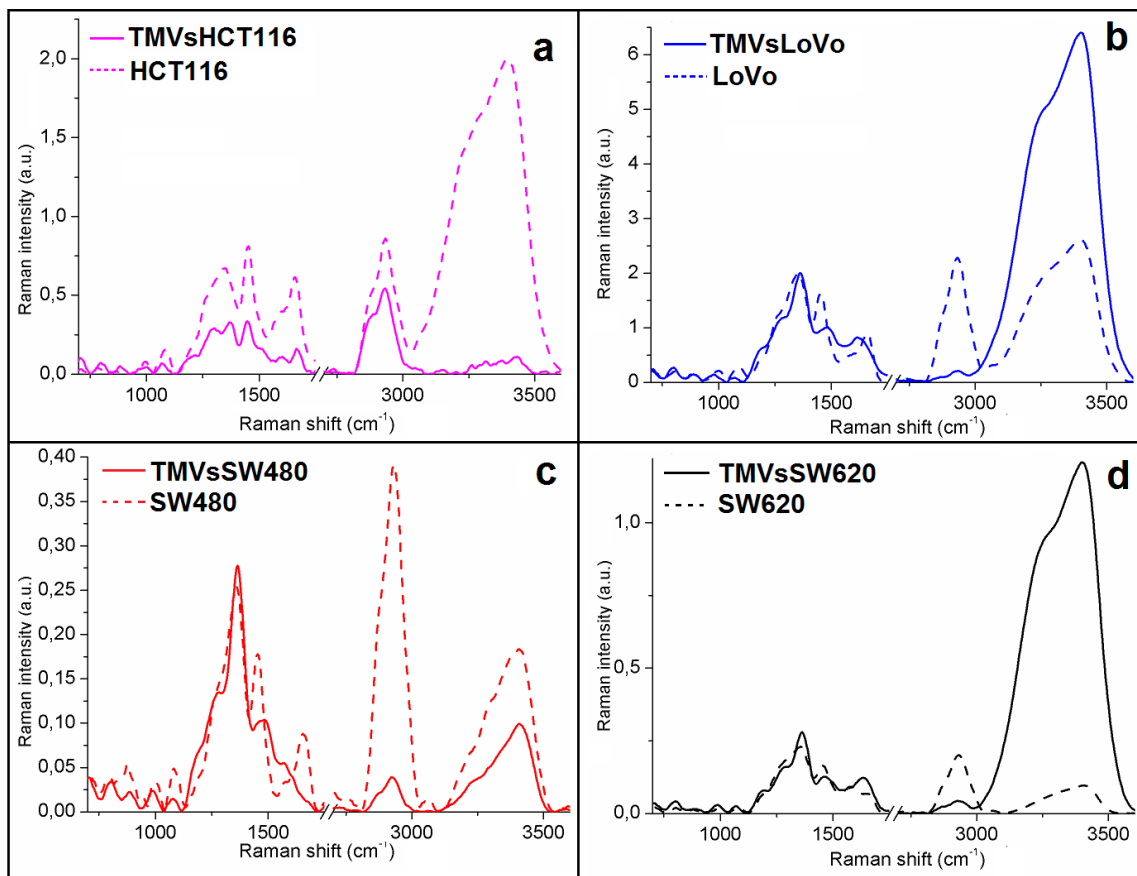 TMVsHCT116
HCT116
a
2,0
1,5
1,0
0,5
0,0
Raman intensity (a.u.)
1000 1500 3000 3500
Raman shift (cm⁻¹)
TMVsLoVo
LoVo
b
6
5
4
3
2
1
0
Raman intensity (a.u.)
1000 1500 3000 3500
Raman shift (cm⁻¹)
TMVsSW480
SW480
c
0,40
0,35
0,30
0,25
0,20
0,15
0,10
0,05
0,00
Raman intensity (a.u.)
1000 1500 3000 3500
Raman shift (cm⁻¹)
TMVsSW620
SW620
d
1,0
0,5
0,0
Raman intensity (a.u.)
1000 1500 3000 3500
Raman shift (cm⁻¹)